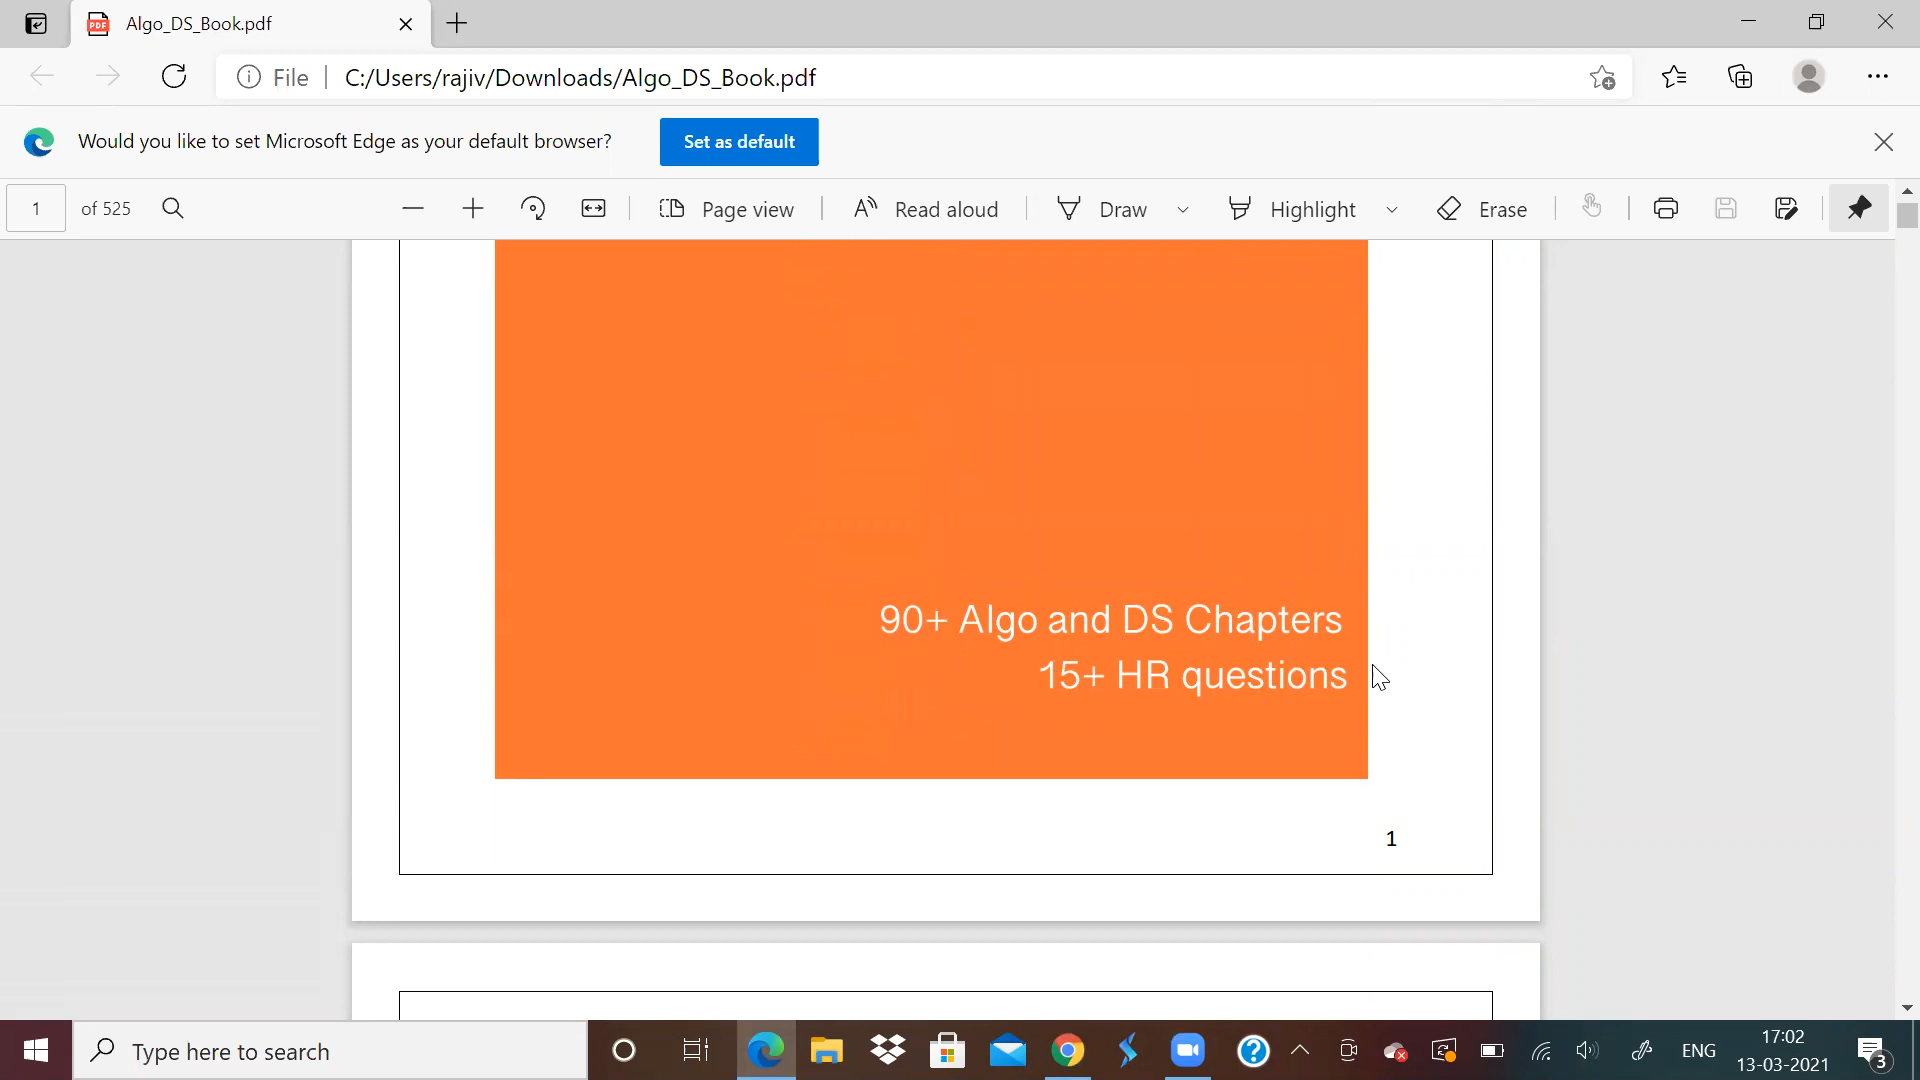 Algo_DS_Book.pdf
File | C:/Users/rajiv/Downloads/Algo_DS_Book.pdf
Would you like to set Microsoft Edge as your default browser? Set as default
1 of 525 Page view Read aloud Draw Highlight Erase
90+ Algo and DS Chapters
15+ HR questions
1
Type here to search
ENG
17:02
13-03-2021
3